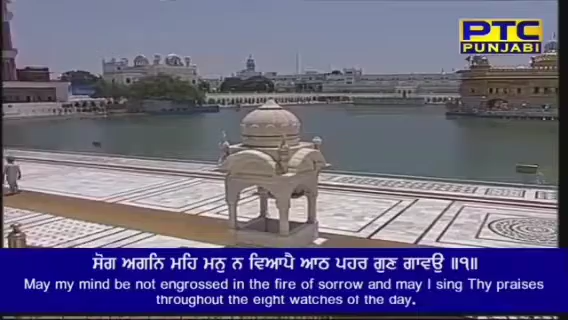 PTC
PUNJABI
ਸੋਗ ਅਗਨਿ ਮਹਿ ਮਨੁ ਨ ਵਿਆਪੈ ਆਠ ਪਹਰ ਗੁਣ ਗਾਵਉ ॥੧॥
May my mind be not engrossed in the fire of sorrow and may I sing Thy praises
throughout the eight watches of the day.